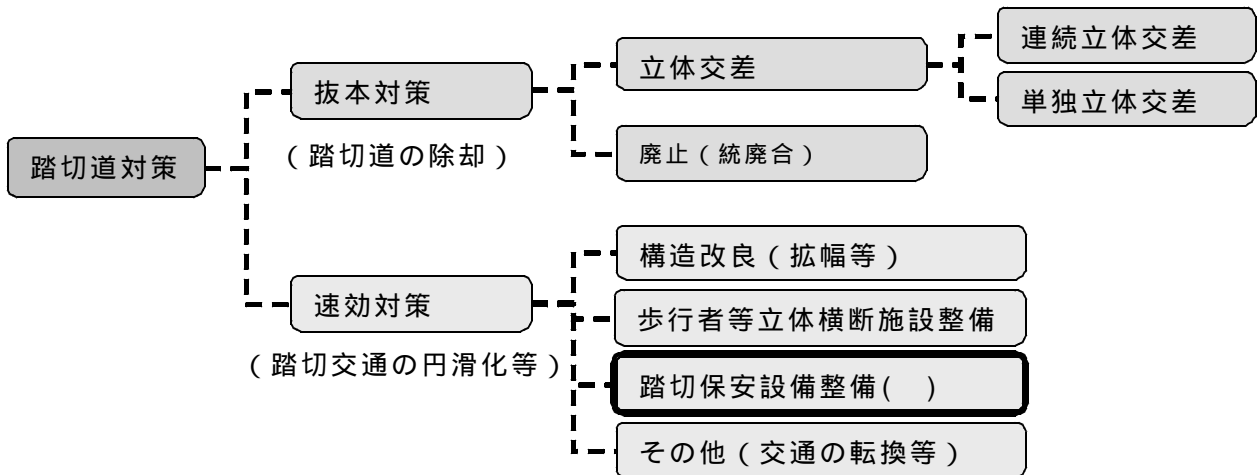 踏切道対策
抜本対策
（踏切道の除却）
立体交差
連続立体交差
単独立体交差
廃止（統廃合）
速効対策
（踏切交通の円滑化等）
構造改良（拡幅等）
歩行者等立体横断施設整備
踏切保安設備整備(　)
その他（交通の転換等）